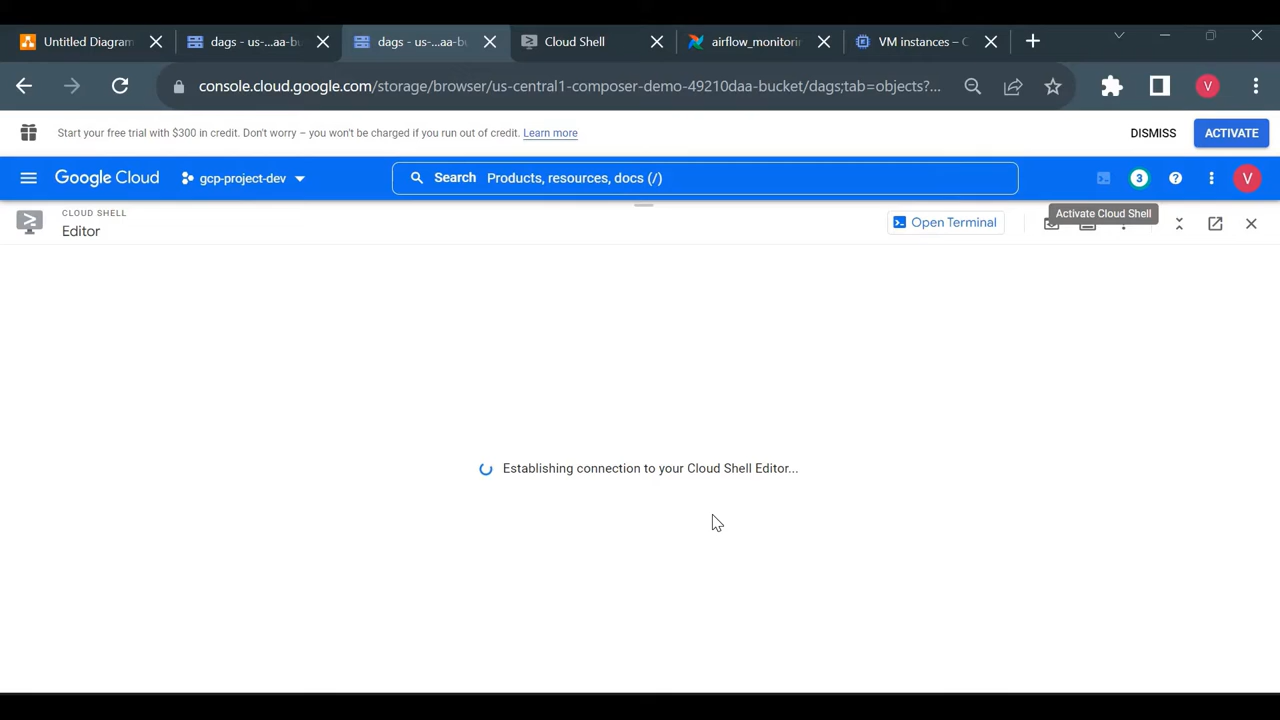 Untitled Diagram
dags - us-...aa-bu
dags - us-...aa-b
Cloud Shell
airflow_monitorin
VM instances – C
console.cloud.google.com/storage/browser/us-central1-composer-demo-49210daa-bucket/dags;tab=objects?...
V
Start your free trial with $300 in credit. Don't worry – you won't be charged if you run out of credit. Learn more
DISMISS
ACTIVATE
Google Cloud
gcp-project-dev
Search Products, resources, docs (/)
3
V
CLOUD SHELL
Editor
Open Terminal
Activate Cloud Shell
Establishing connection to your Cloud Shell Editor...